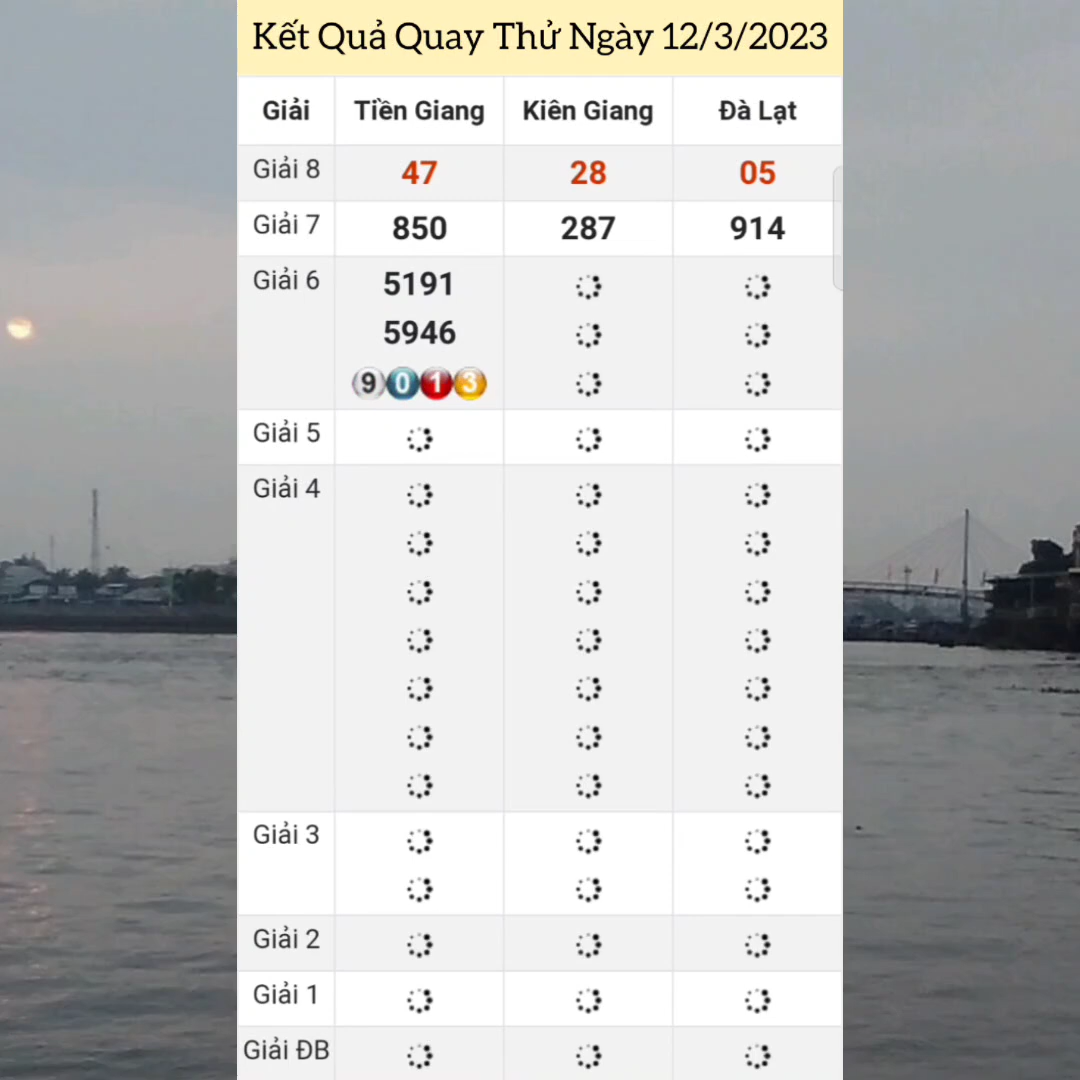 Kết Quả Quay Thử Ngày 12/3/2023
Giải Tiền Giang Kiên Giang Đà Lạt
Giải 8 47 28 05
Giải 7 850 287 914
Giải 6 5191
5946
9013
Giải 5
Giải 4
Giải 3
Giải 2
Giải 1
Giải ĐB